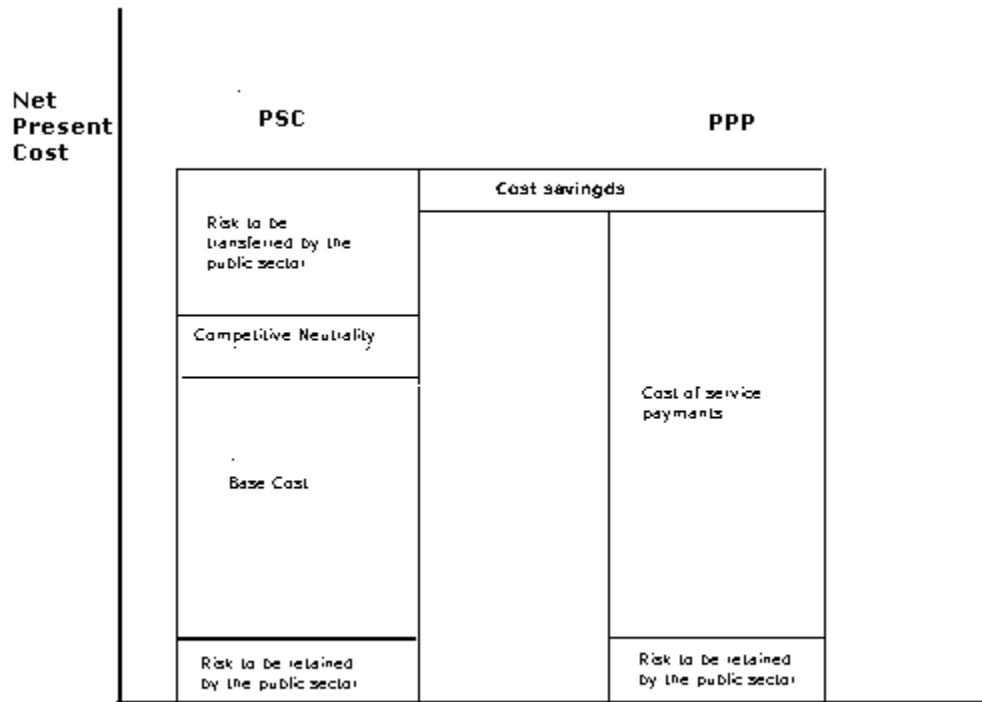 Net
Present
Cost
PSC
PPP
Cost savingds
Risk to be
transferred by the
public sector
Competitive Neutrality
Cost of service
paymants
Base Cost
Risk to be retained
by the public sector
Risk to be retained
by the public sector